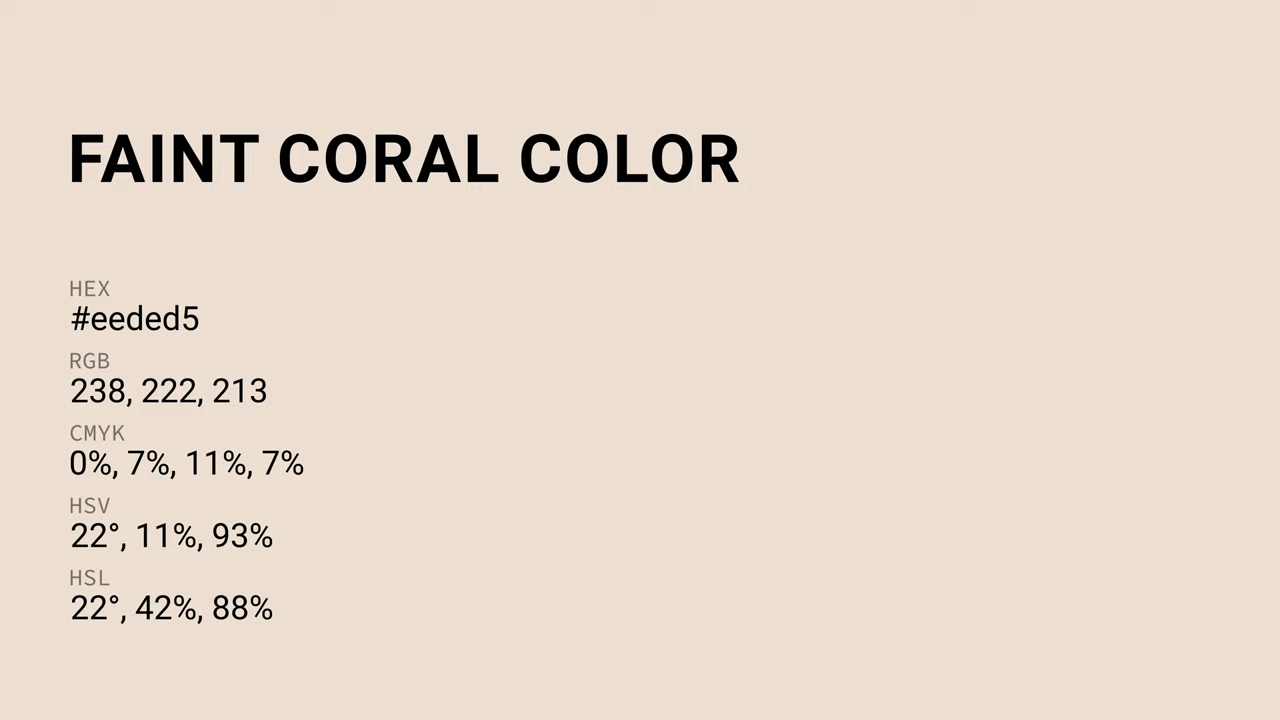 FAINT CORAL COLOR
HEX
#eeded5
RGB
238, 222, 213
CMYK
0%, 7%, 11%, 7%
HSV
22°, 11%, 93%
HSL
22°, 42%, 88%